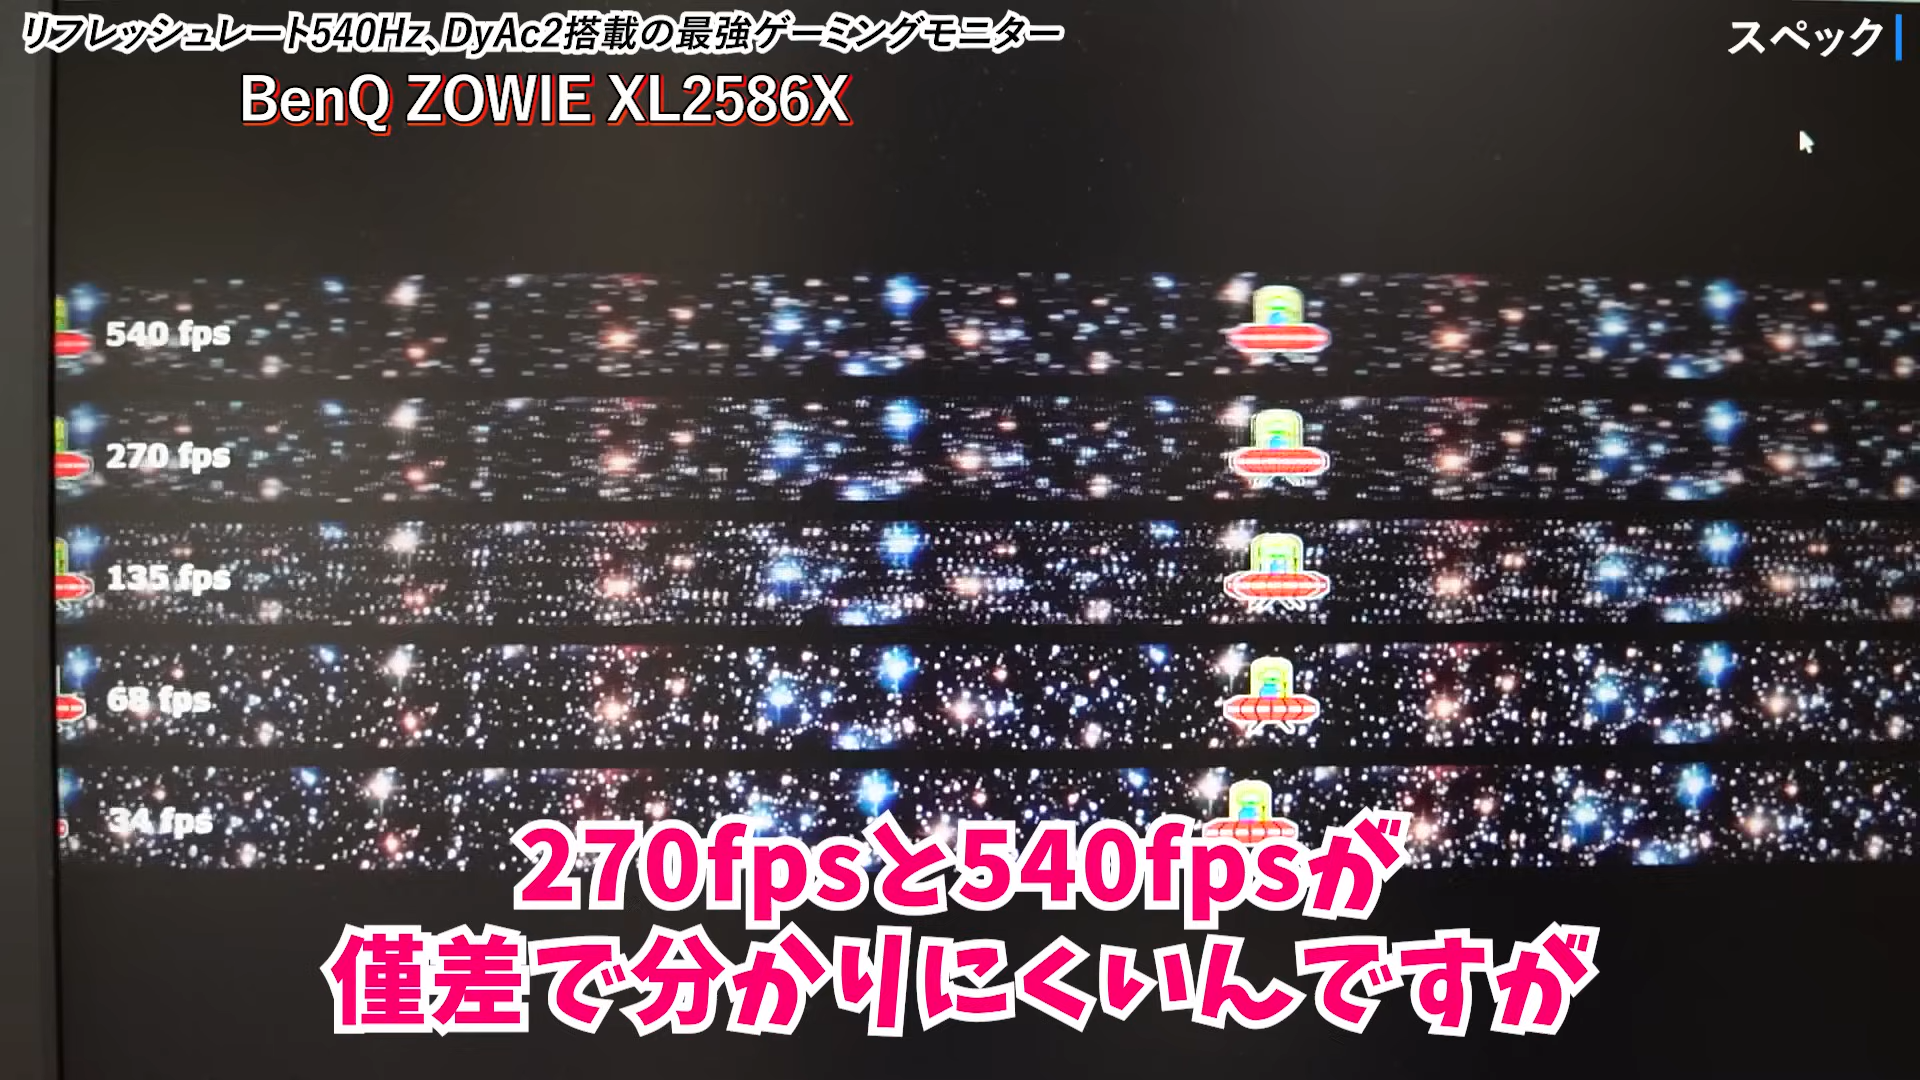 リフレッシュレート540Hz、DyAc2搭載の最強ゲーミングモニター
スペック
BenQ ZOWIE XL2586X
540 fps
270 fps
135 fps
68 fps
34 fps
270fpsと540fpsが
僅差で分かりにくいんですが